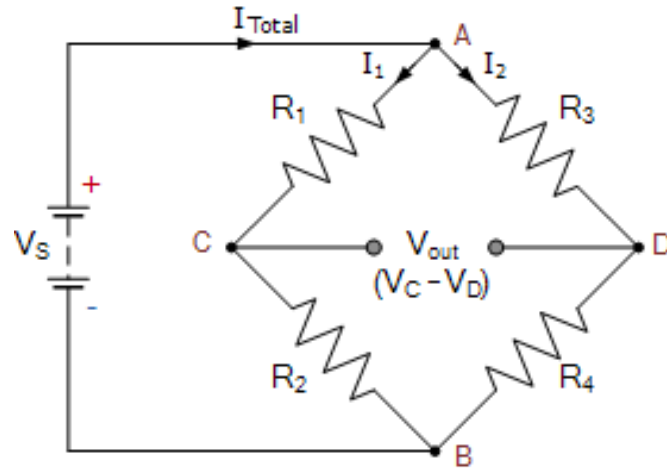 I_Total
A
I₁ I₂
R₁ R₃
+
V_S
C V_out D
(V_C – V_D)
-
R₂ R₄
B